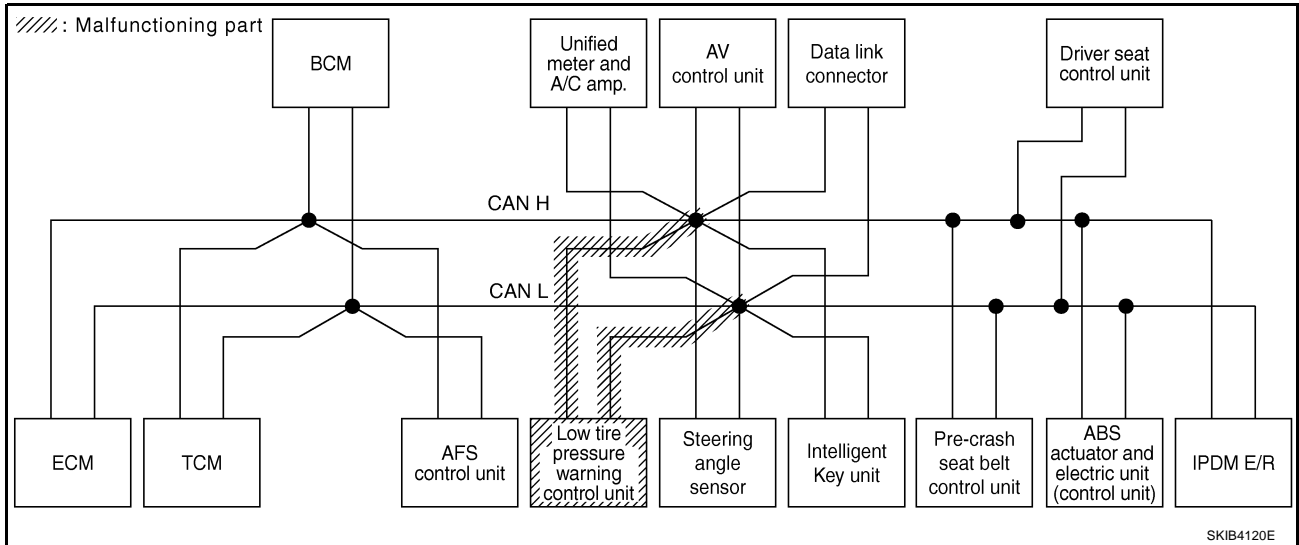 : Malfunctioning part
BCM
Unified
meter and
A/C amp.
AV
control unit
Data link
connector
Driver seat
control unit
CAN H
CAN L
ECM
TCM
AFS
control unit
Low tire
pressure
warning
control unit
Steering
angle
sensor
Intelligent
Key unit
Pre-crash
seat belt
control unit
ABS
actuator and
electric unit
(control unit)
IPDM E/R
SKIB4120E